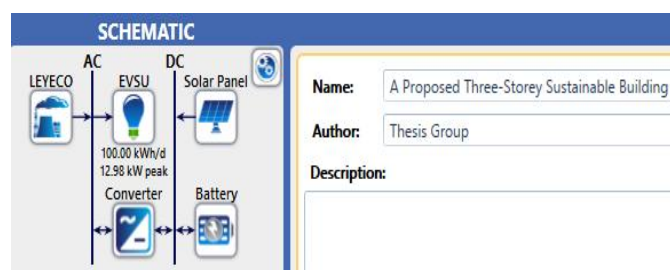 SCHEMATIC
AC DC
LEYECO EVSU Solar Panel
100.00 kWh/d
12.98 kW peak
Converter Battery
Name: A Proposed Three-Storey Sustainable Building
Author: Thesis Group
Description: